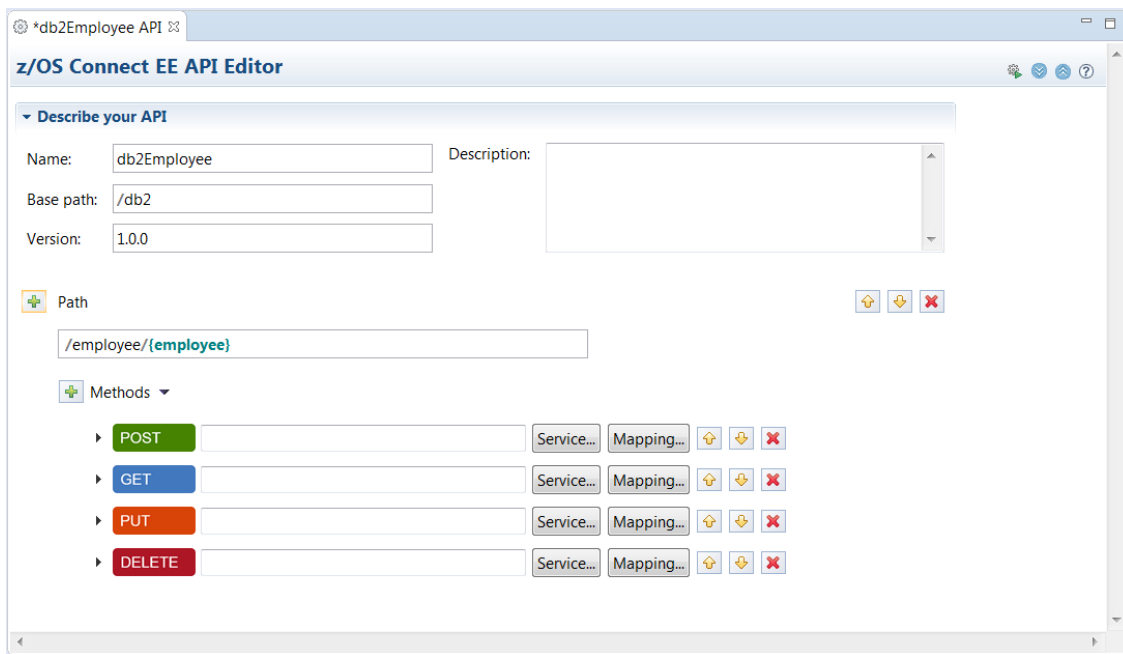 *db2Employee API
z/OS Connect EE API Editor
Describe your API
Name: db2Employee Description:
Base path: /db2
Version: 1.0.0
Path
/employee/{employee}
Methods
POST Service... Mapping...
GET Service... Mapping...
PUT Service... Mapping...
DELETE Service... Mapping...